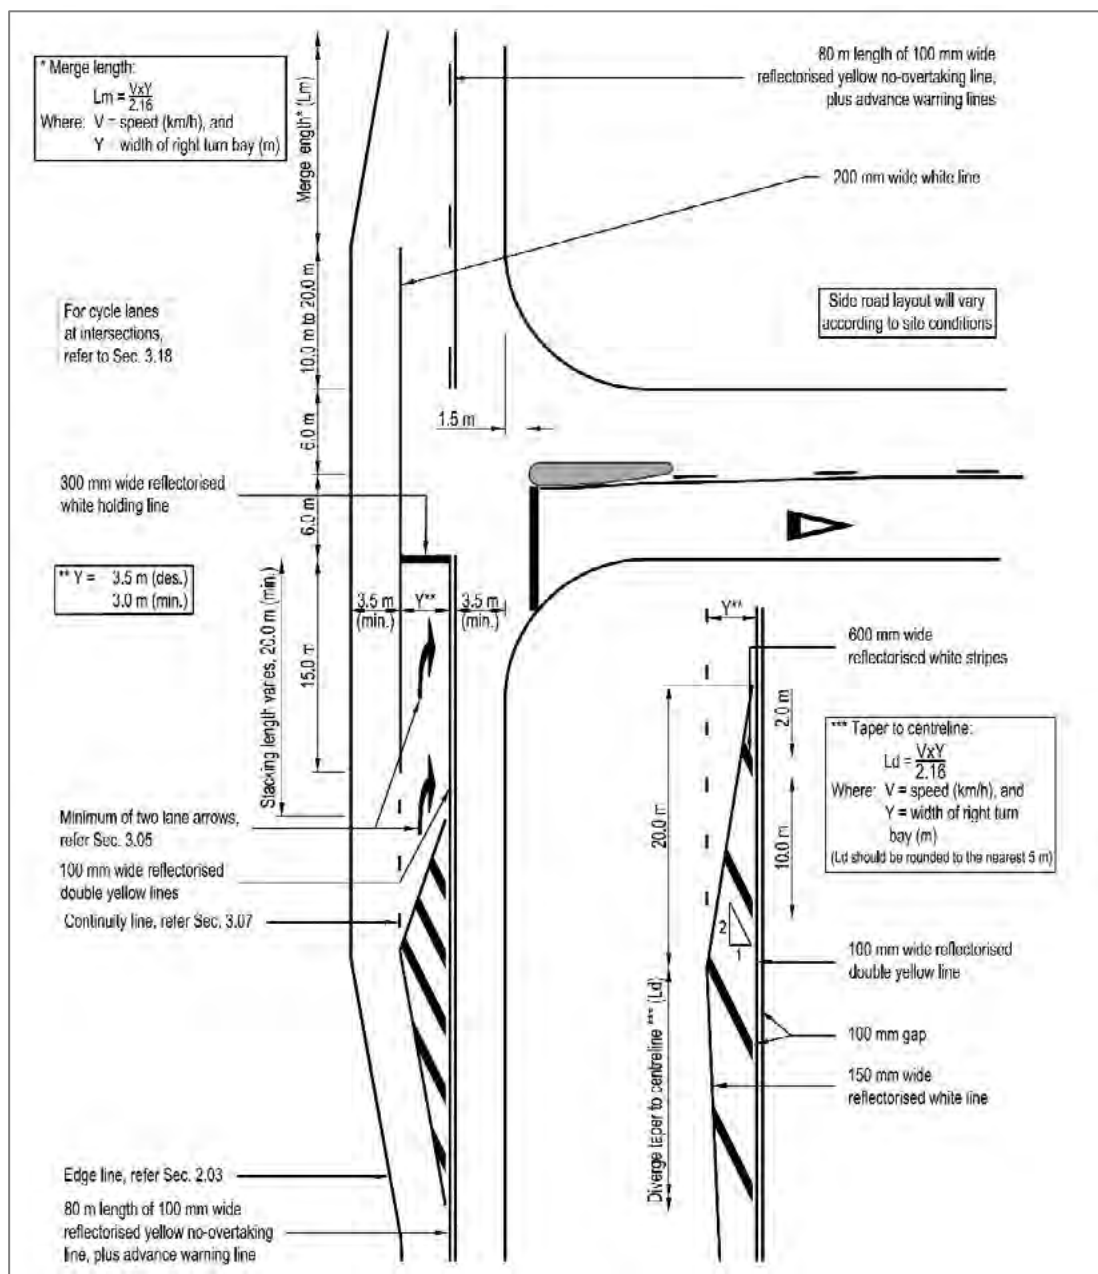 * Merge length:
Lm = VxY
2.16
Where: V = speed (km/h), and
Y = width of right turn bay (m)
Merge length* (Lm)
80 m length of 100 mm wide
reflectorised yellow no-overtaking line,
plus advance warning lines
200 mm wide white line
10.0 m to 20.0 m
For cycle lanes
at intersections,
refer to Sec. 3.18
Side road layout will vary
according to site conditions
6.0 m
1.5 m
300 mm wide reflectorised
white holding line
6.0 m
** Y = 3.5 m (des.)
3.0 m (min.)
Stacking length varies, 20.0 m (min.)
15.0 m
3.5 m
(min.)
Y**
3.5 m
(min.)
Y**
600 mm wide
reflectorised white stripes
2.0 m
*** Taper to centreline:
Ld = VxY
2.16
Where: V = speed (km/h), and
Y = width of right turn
bay (m)
(Ld should be rounded to the nearest 5 m)
20.0 m
10.0 m
Minimum of two lane arrows,
refer Sec. 3.05
100 mm wide reflectorised
double yellow lines
Continuity line, refer Sec. 3.07
2
1
100 mm wide reflectorised
double yellow line
100 mm gap
Diverge taper to centreline *** (Ld)
150 mm wide
reflectorised white line
Edge line, refer Sec. 2.03
80 m length of 100 mm wide
reflectorised yellow no-overtaking
line, plus advance warning line